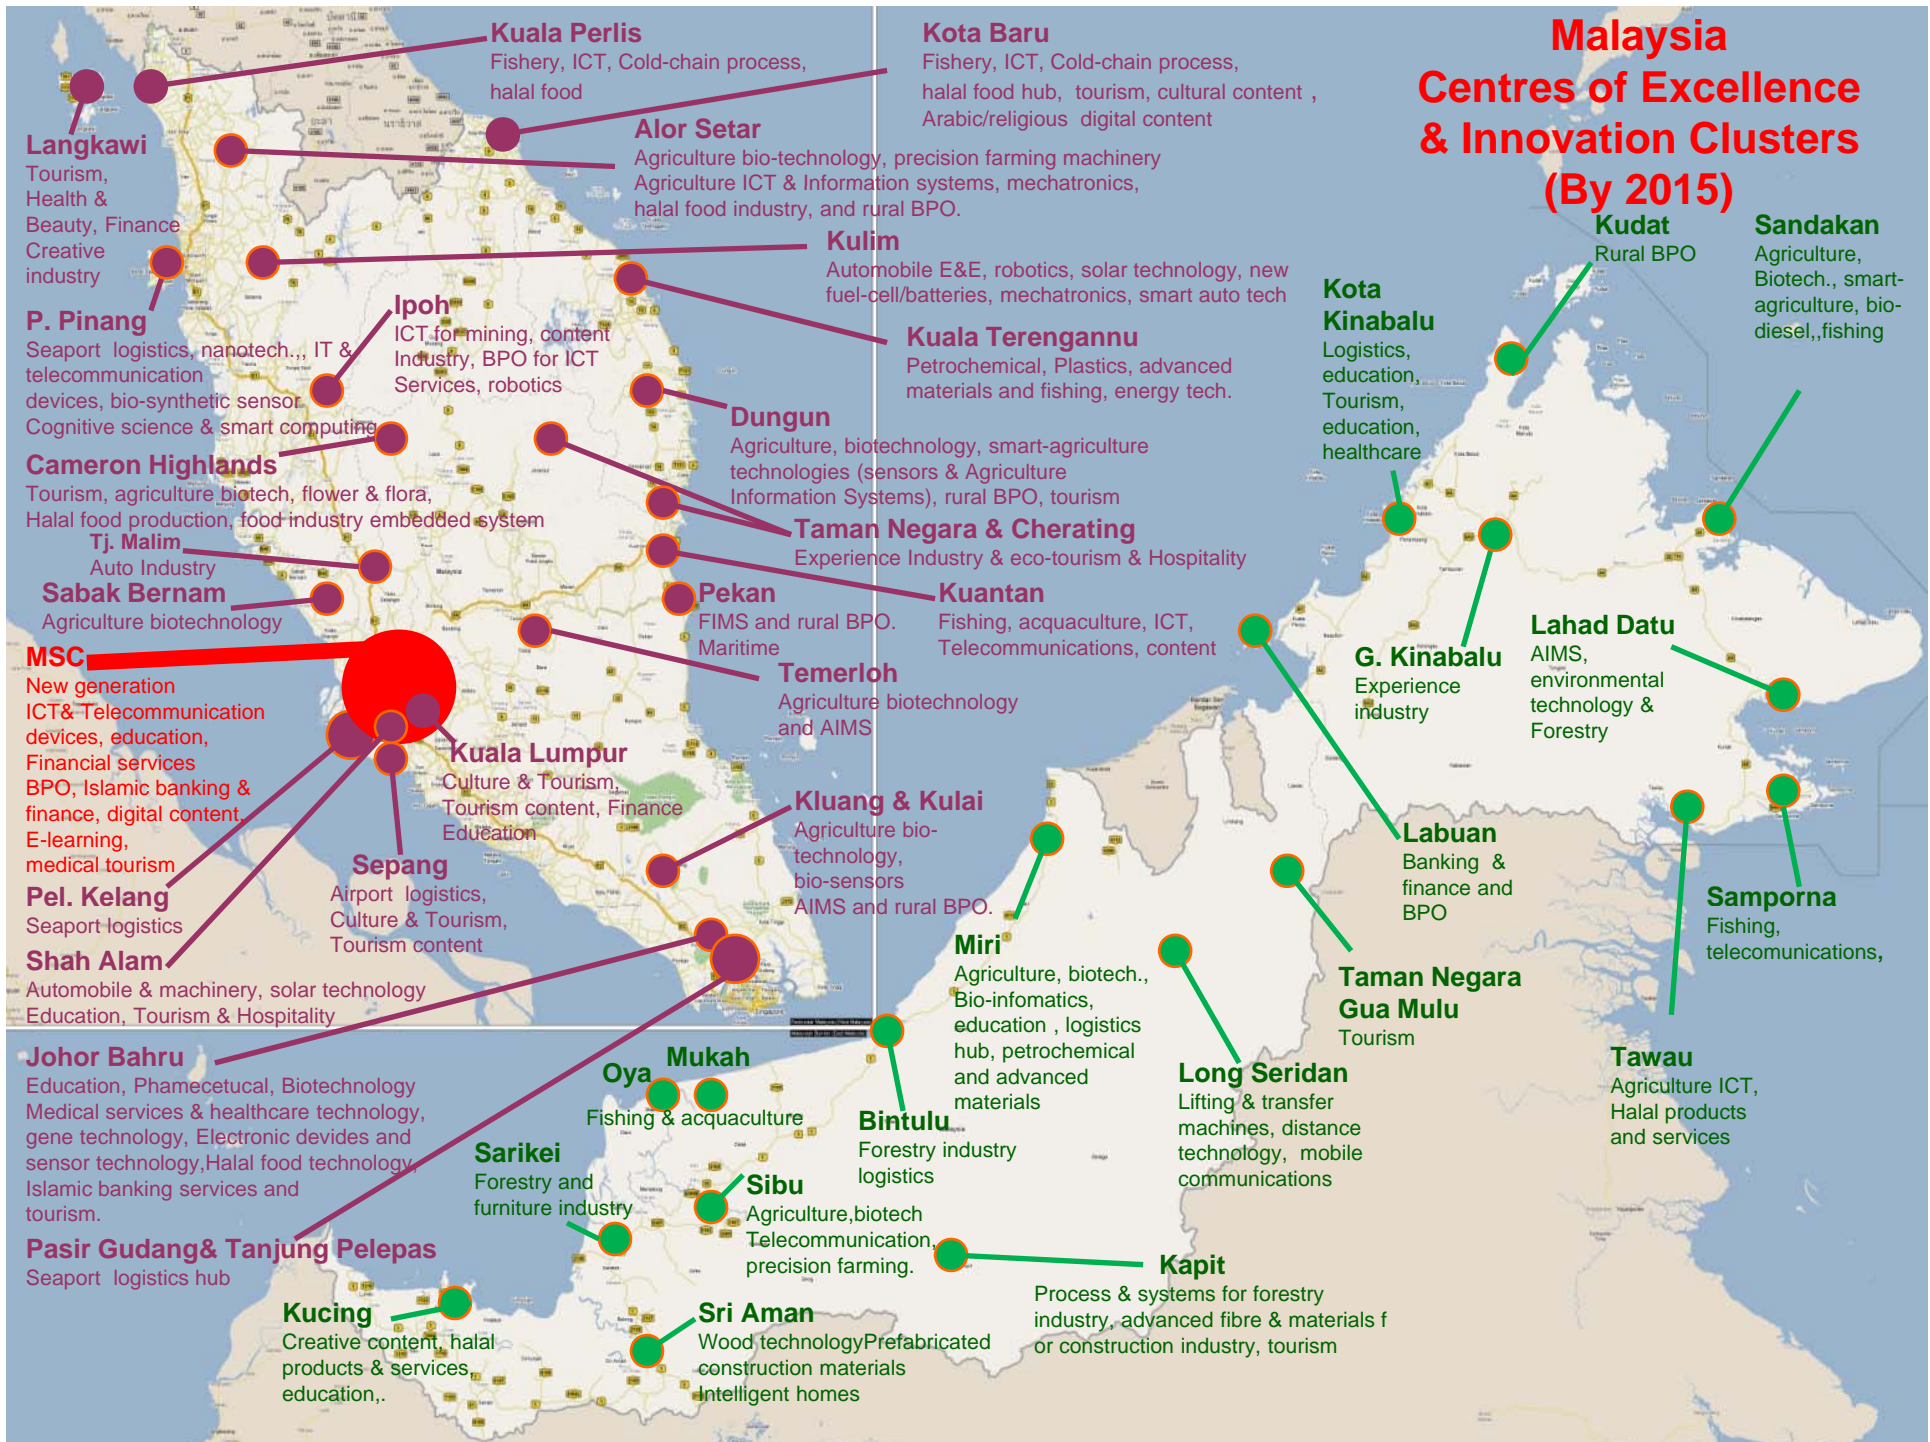 Malaysia
Centres of Excellence
& Innovation Clusters
(By 2015)
Kuala Perlis
Fishery, ICT, Cold-chain process,
halal food
Kota Baru
Fishery, ICT, Cold-chain process,
halal food hub, tourism, cultural content ,
Arabic/religious digital content
Langkawi
Tourism,
Health &
Beauty, Finance
Creative
industry
Alor Setar
Agriculture bio-technology, precision farming machinery
Agriculture ICT & Information systems, mechatronics,
halal food industry, and rural BPO.
Kulim
Automobile E&E, robotics, solar technology, new
fuel-cell/batteries, mechatronics, smart auto tech
P. Pinang
Seaport logistics, nanotech.,, IT &
telecommunication
devices, bio-synthetic sensor
Cognitive science & smart computing
Ipoh
ICT for mining, content
Industry, BPO for ICT
Services, robotics
Kuala Terengannu
Petrochemical, Plastics, advanced
materials and fishing, energy tech.
Dungun
Agriculture, biotechnology, smart-agriculture
technologies (sensors & Agriculture
Information Systems), rural BPO, tourism
Cameron Highlands
Tourism, agriculture biotech, flower & flora,
Halal food production, food industry embedded system
Taman Negara & Cherating
Experience Industry & eco-tourism & Hospitality
Tj. Malim
Auto Industry
Sabak Bernam
Agriculture biotechnology
Pekan
FIMS and rural BPO.
Maritime
Kuantan
Fishing, acquaculture, ICT,
Telecommunications, content
Temerloh
Agriculture biotechnology
and AIMS
MSC
New generation
ICT& Telecommunication
devices, education,
Financial services
BPO, Islamic banking &
finance, digital content,
E-learning,
medical tourism
Kuala Lumpur
Culture & Tourism,
Tourism content, Finance
Education
Kluang & Kulai
Agriculture bio-
technology,
bio-sensors
AIMS and rural BPO.
Sepang
Airport logistics,
Culture & Tourism,
Tourism content
Pel. Kelang
Seaport logistics
Shah Alam
Automobile & machinery, solar technology
Education, Tourism & Hospitality
Johor Bahru
Education, Phamecetucal, Biotechnology
Medical services & healthcare technology,
gene technology, Electronic devides and
sensor technology,Halal food technology,
Islamic banking services and
tourism.
Pasir Gudang& Tanjung Pelepas
Seaport logistics hub
Kudat
Rural BPO
Sandakan
Agriculture,
Biotech., smart-
agriculture, bio-
diesel,,fishing
Kota
Kinabalu
Logistics,
education,
Tourism,
education,
healthcare
G. Kinabalu
Experience
industry
Lahad Datu
AIMS,
environmental
technology &
Forestry
Labuan
Banking &
finance and
BPO
Samporna
Fishing,
telecomunications,
Taman Negara
Gua Mulu
Tourism
Tawau
Agriculture ICT,
Halal products
and services
Miri
Agriculture, biotech.,
Bio-infomatics,
education , logistics
hub, petrochemical
and advanced
materials
Long Seridan
Lifting & transfer
machines, distance
technology, mobile
communications
Oya
Mukah
Fishing & acquaculture
Bintulu
Forestry industry
logistics
Sarikei
Forestry and
furniture industry
Sibu
Agriculture,biotech
Telecommunication,
precision farming.
Kapit
Process & systems for forestry
industry, advanced fibre & materials f
or construction industry, tourism
Kucing
Creative content, halal
products & services,
education,.
Sri Aman
Wood technologyPrefabricated
construction materials
Intelligent homes